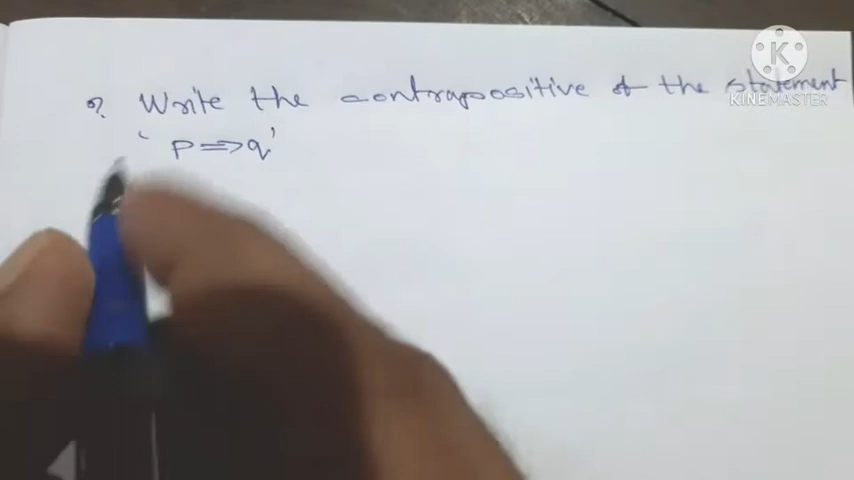 ? Write the contrapositive of the statement
' p ⟹ q '
K
KINEMASTER